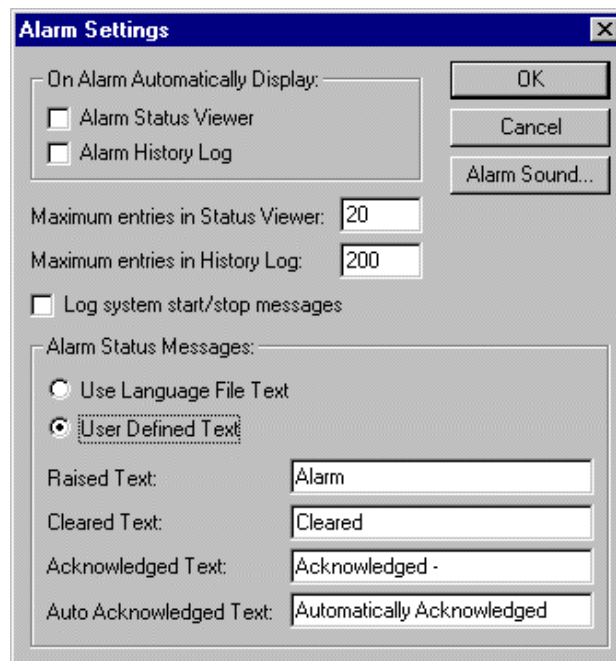 Alarm Settings
On Alarm Automatically Display:
Alarm Status Viewer
Alarm History Log
OK
Cancel
Alarm Sound...
Maximum entries in Status Viewer: 20
Maximum entries in History Log: 200
Log system start/stop messages
Alarm Status Messages:
Use Language File Text
User Defined Text
Raised Text: Alarm
Cleared Text: Cleared
Acknowledged Text: Acknowledged -
Auto Acknowledged Text: Automatically Acknowledged